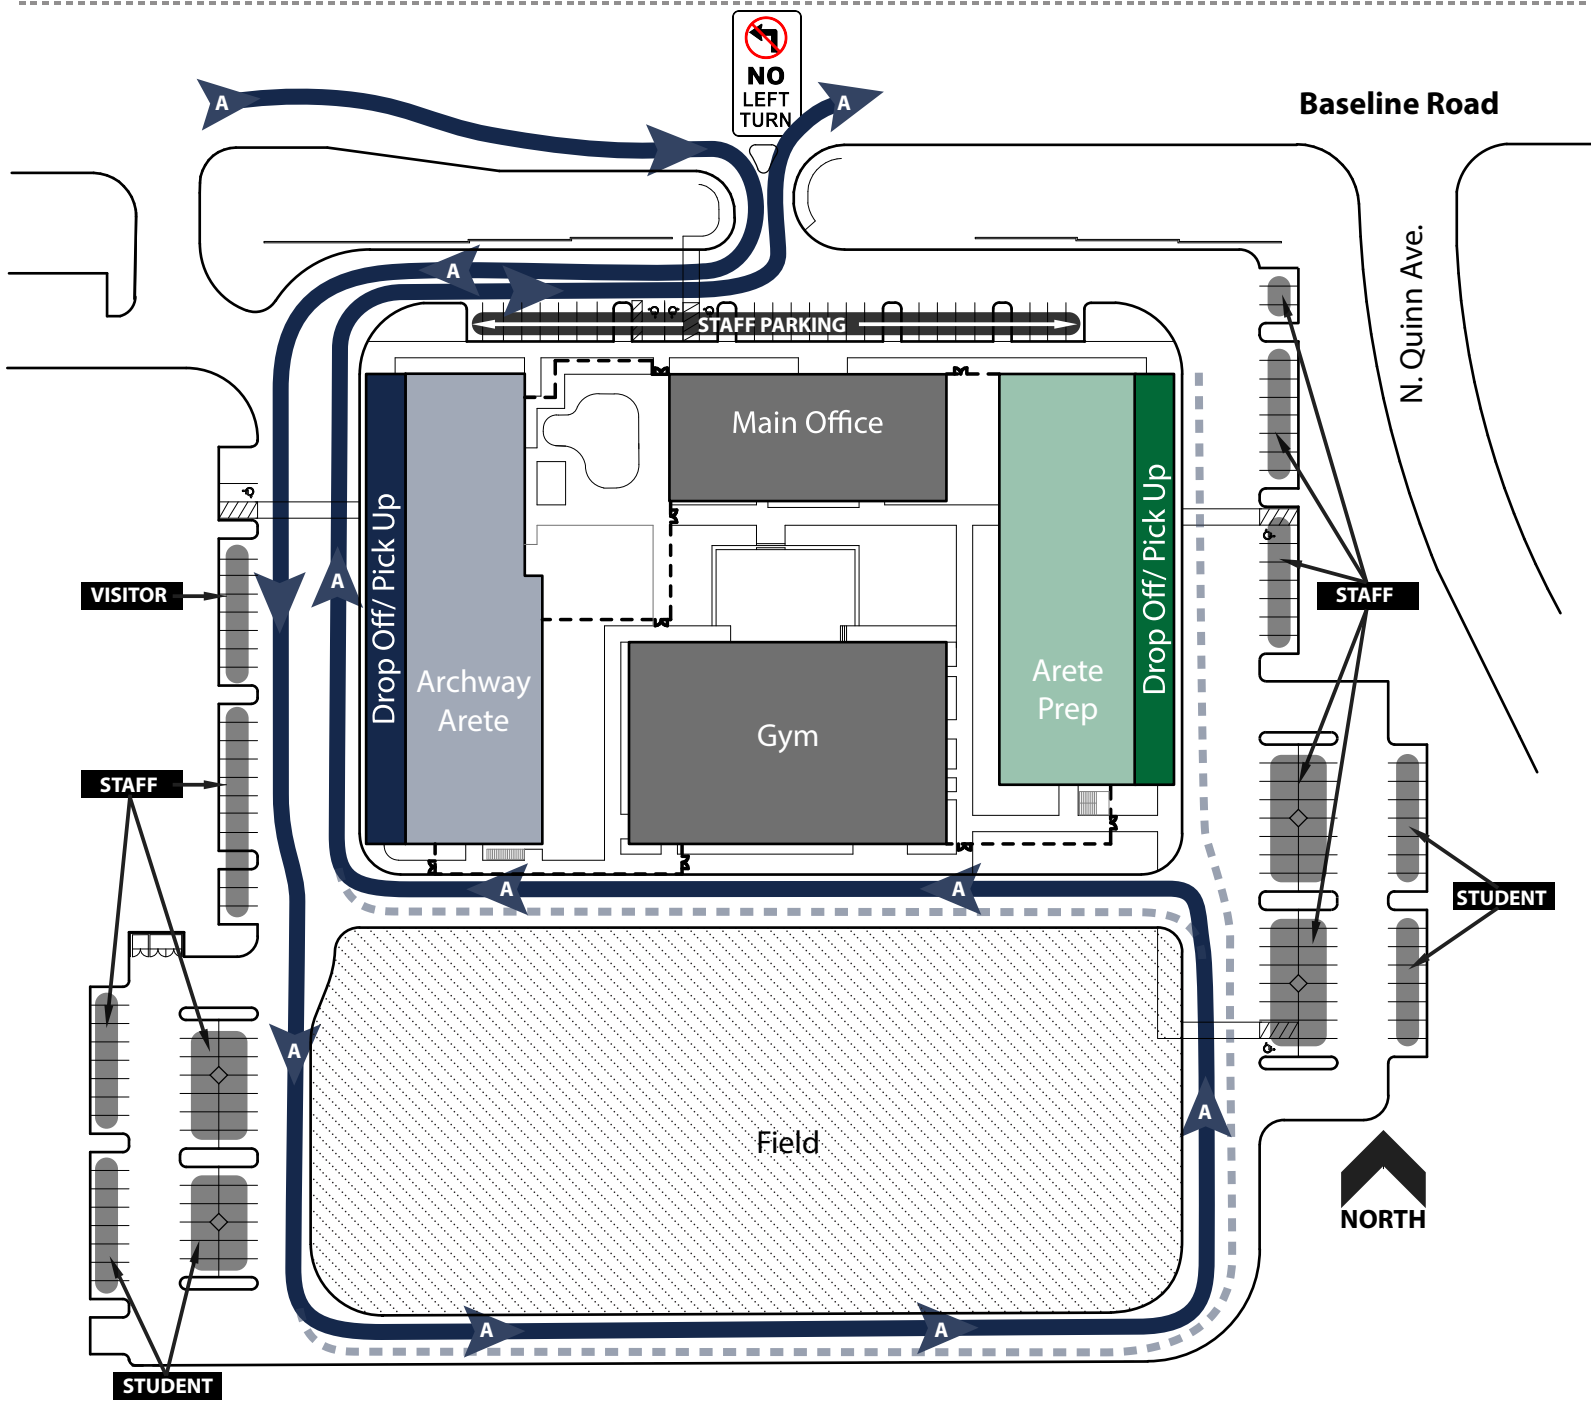 NO
LEFT
TURN
A
A
Baseline Road
N. Quinn Ave.
A
STAFF PARKING
Main Office
Drop Off/ Pick Up
Drop Off/ Pick Up
A
VISITOR
STAFF
Archway
Arete
Arete
Prep
Gym
STAFF
A
A
STUDENT
A
A
Field
NORTH
A
A
STUDENT